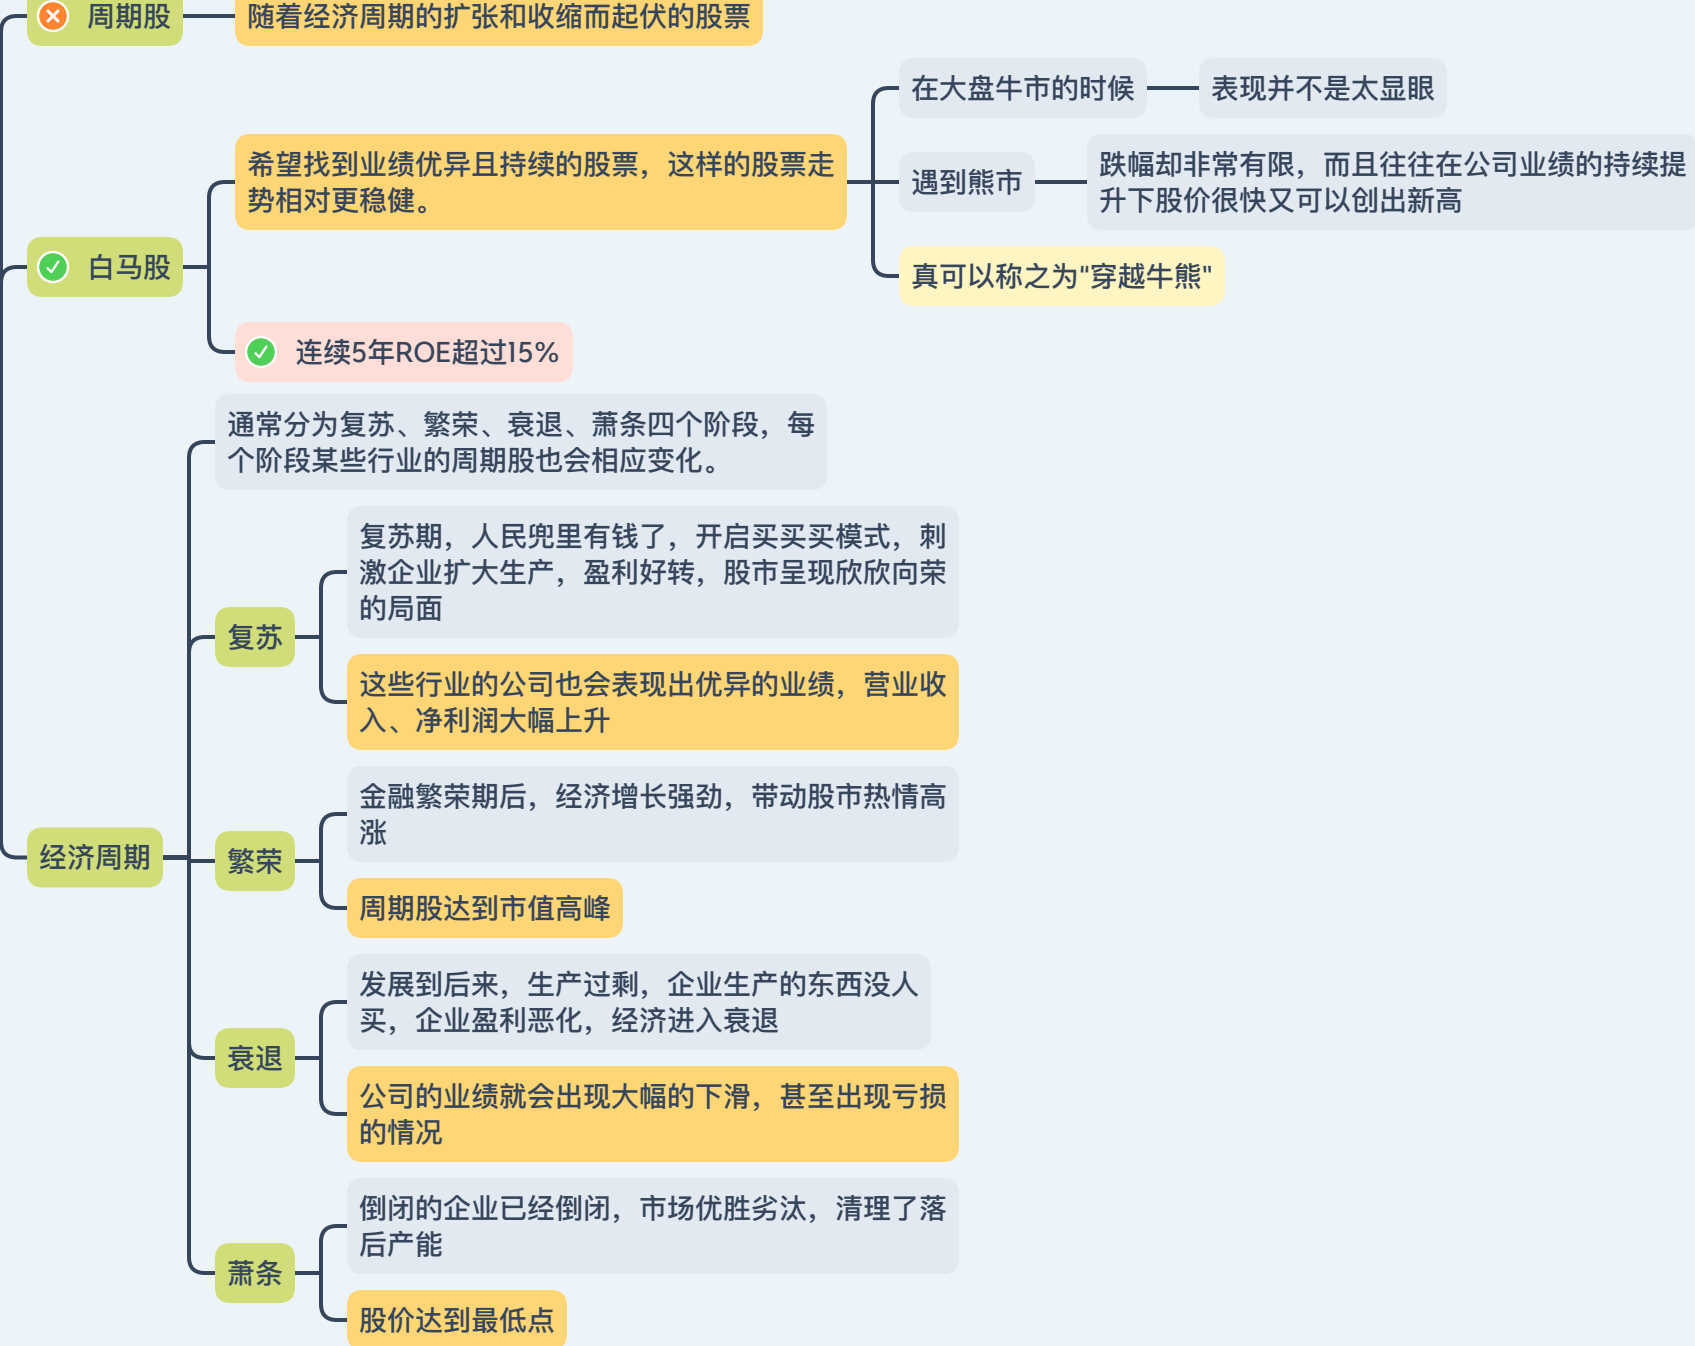 周期股
随着经济周期的扩张和收缩而起伏的股票
在大盘牛市的时候
表现并不是太显眼
希望找到业绩优异且持续的股票，这样的股票走
势相对更稳健。
遇到熊市
跌幅却非常有限，而且往往在公司业绩的持续提
升下股价很快又可以创出新高
白马股
真可以称之为"穿越牛熊"
连续5年ROE超过15%
通常分为复苏、繁荣、衰退、萧条四个阶段，每
个阶段某些行业的周期股也会相应变化。
复苏期，人民兜里有钱了，开启买买买模式，刺
激企业扩大生产，盈利好转，股市呈现欣欣向荣
的局面
复苏
这些行业的公司也会表现出优异的业绩，营业收
入、净利润大幅上升
金融繁荣期后，经济增长强劲，带动股市热情高
涨
经济周期
繁荣
周期股达到市值高峰
发展到后来，生产过剩，企业生产的东西没人
买，企业盈利恶化，经济进入衰退
衰退
公司的业绩就会出现大幅的下滑，甚至出现亏损
的情况
倒闭的企业已经倒闭，市场优胜劣汰，清理了落
后产能
萧条
股价达到最低点